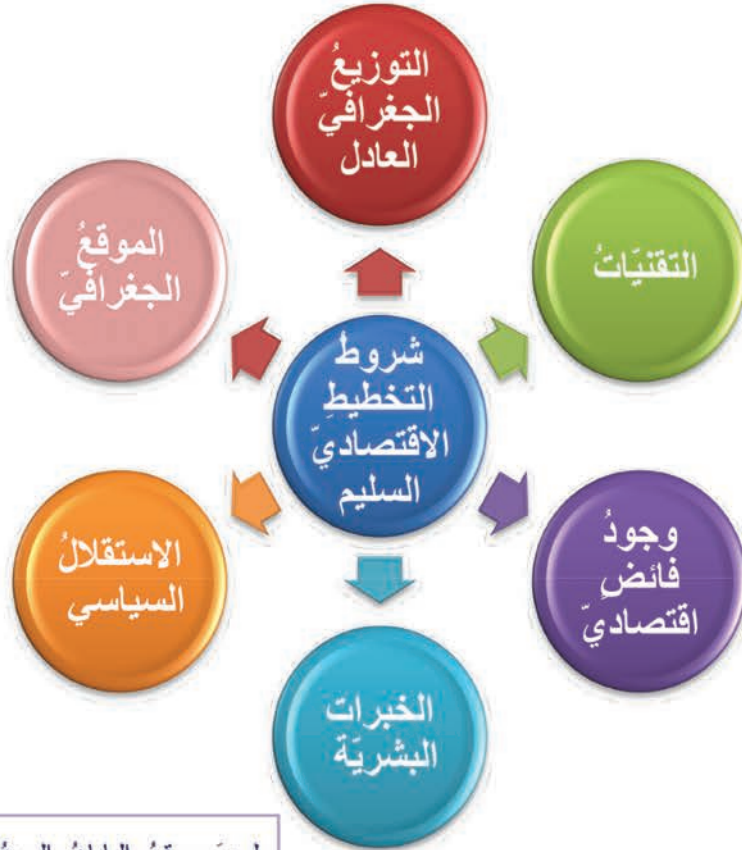 التوزيعُ
الجغرافيّ
العادل
التقنيّاتُ
الموقعُ
الجغرافيّ
شروط
التخطيطِ
الاقتصاديّ
السليم
وجودُ
فائضِ
اقتصاديّ
الاستقلالُ
السياسي
الخبرات
البشريّة